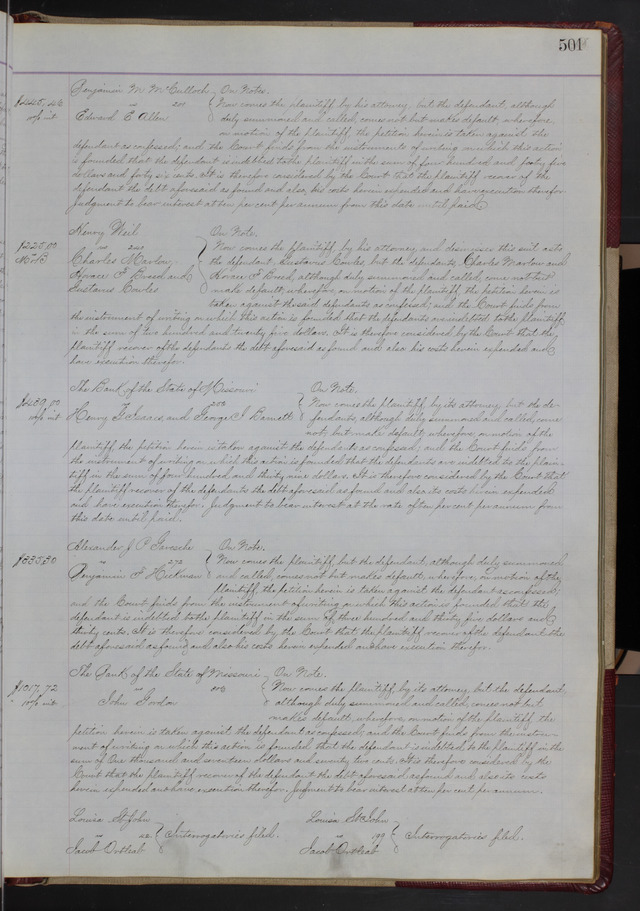 501
Benjamin M. McCulloch } On Note.
$445.46 " 201 } Now comes the plaintiff by his attorney, but the defendant, although
10% int. Edward E. Allen duly summoned and called, comes not but makes default, wherefore,
on motion of the plaintiff, the petition herein is taken against the
defendant as confessed; and the Court finds from the instruments of writing on which this action
is founded that the defendant is indebted to the plaintiff in the sum of four hundred and forty five
dollars and forty six cents. It is therefore considered by the Court that the plaintiff recover of the
defendant the debt aforesaid as found and also his costs herein expended and have execution therefor.
Judgment to bear interest at ten per cent per annum from this date until paid.
Henry Weil On Note.
$225.00 " Now comes the plaintiff, by his attorney and dismisses this suit as to
Charles Marlow, the defendant, Gustavus Cowles, but the defendants, Charles Marlow and
Horace F. Breed, and Horace F. Breed, although duly summoned and called, come not but
Gustavus Cowles make default; wherefore, on motion of the plaintiff, the petition herein is
taken against the said defendants as confessed; and the Court finds from
the instrument of writing on which this action is founded that the defendants are indebted to the plaintiff
in the sum of two hundred and twenty five dollars. It is therefore considered by the Court that the
plaintiff recover of the defendants the debt aforesaid as found and also his costs herein expended and
have execution therefor.
The Bank of the State of Missouri On Note.
$439.00 Now comes the plaintiff, by its attorney but the de-
10% int. Henry G. Isaacs, and George I. Barnett fendants, although duly summoned and called, come
not, but make default; wherefore, on motion of the
plaintiff, the petition herein is taken against the defendants as confessed; and the Court finds from
the instrument of writing on which this action is founded that the defendants are indebted to the plain-
tiff in the sum of four hundred and thirty nine dollars. It is therefore considered by the Court that
the plaintiff recover of the defendants the debt aforesaid as found and also its costs herein expended
and have execution therefor. Judgment to bear interest at the rate of ten per cent per annum from
this date until paid.
Alexander J. P. Garesche On Note.
$335.30 " 272 Now comes the plaintiff, but the defendant, although duly summoned
Benjamin F. Hickman and called, comes not but makes default; wherefore, on motion of the
plaintiff, the petition herein is taken against the defendant as confessed;
and the Court finds from the instrument of writing on which this action is founded that the
defendant is indebted to the plaintiff in the sum of three hundred and thirty five dollars and
thirty cents. It is therefore considered by the Court that the plaintiff recover of the defendant the
debt aforesaid as found and also his costs herein expended and have execution therefor.
The Bank of the State of Missouri On Note.
$1017.72 " Now comes the plaintiff, by its attorney, but the defendant,
10% int. John Gordon although duly summoned and called, comes not but
makes default; wherefore, on motion of the plaintiff, the
petition herein is taken against the defendant as confessed; and the Court finds from the instru-
ment of writing on which this action is founded that the defendant is indebted to the plaintiff in the
sum of One thousand and seventeen dollars and seventy two cents. It is therefore considered by the
Court that the plaintiff recover of the defendant the debt aforesaid as found and also its costs
herein expended and have execution therefor. Judgment to bear interest at ten per cent per annum.
Louisa St. John Louisa St. John
" } Interrogatories filed. " 199 } Interrogatories filed.
Jacob Ortleab Jacob Ortleab